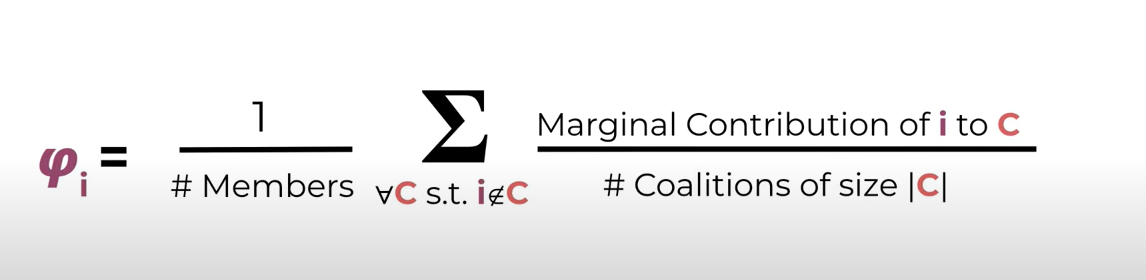 φᵢ =
1
# Members
Σ
∀C s.t. i∉C
Marginal Contribution of i to C
# Coalitions of size |C|